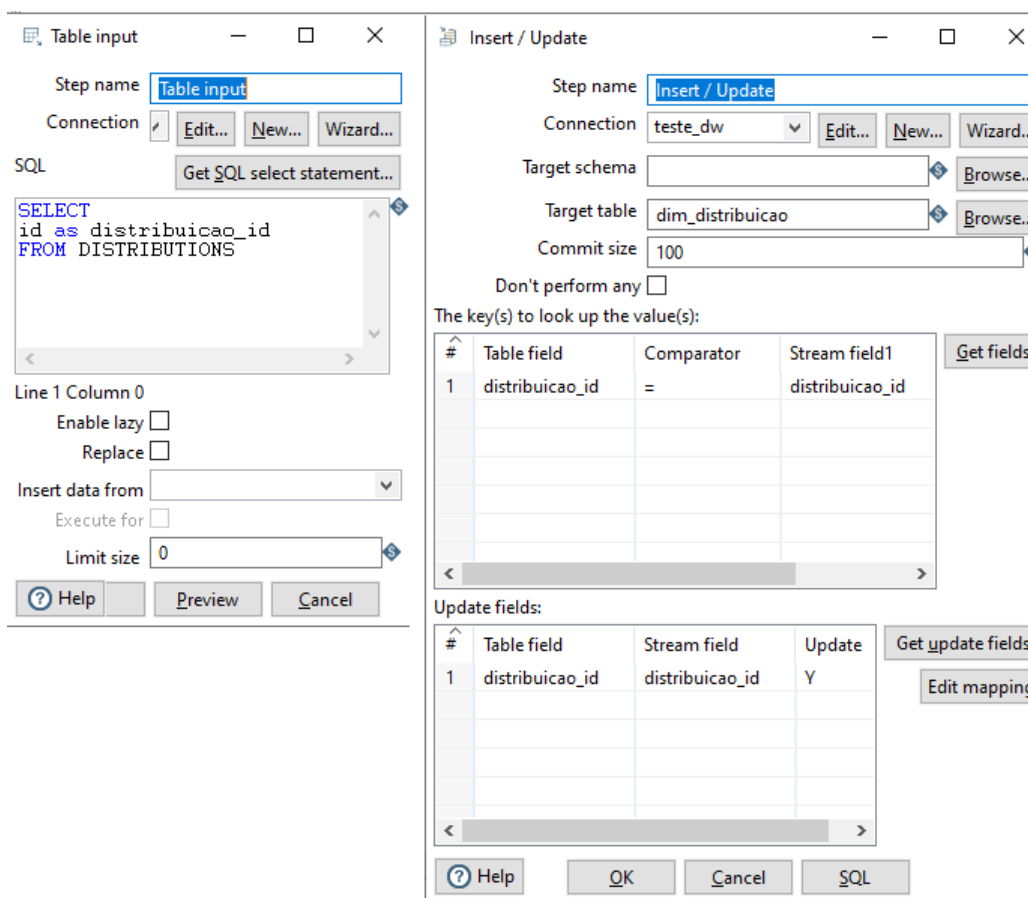 Table input
Step name Table input
Connection Edit... New... Wizard...
SQL Get SQL select statement...
SELECT
id as distribuicao_id
FROM DISTRIBUTIONS
Line 1 Column 0
Enable lazy
Replace
Insert data from
Execute for
Limit size 0
Help Preview Cancel
Insert / Update
Step name Insert / Update
Connection teste_dw Edit... New... Wizard..
Target schema Browse..
Target table dim_distribuicao Browse..
Commit size 100
Don't perform any
The key(s) to look up the value(s):
# Table field Comparator Stream field1 Get fields
1 distribuicao_id = distribuicao_id
Update fields:
# Table field Stream field Update Get update fields
1 distribuicao_id distribuicao_id Y Edit mapping
Help OK Cancel SQL